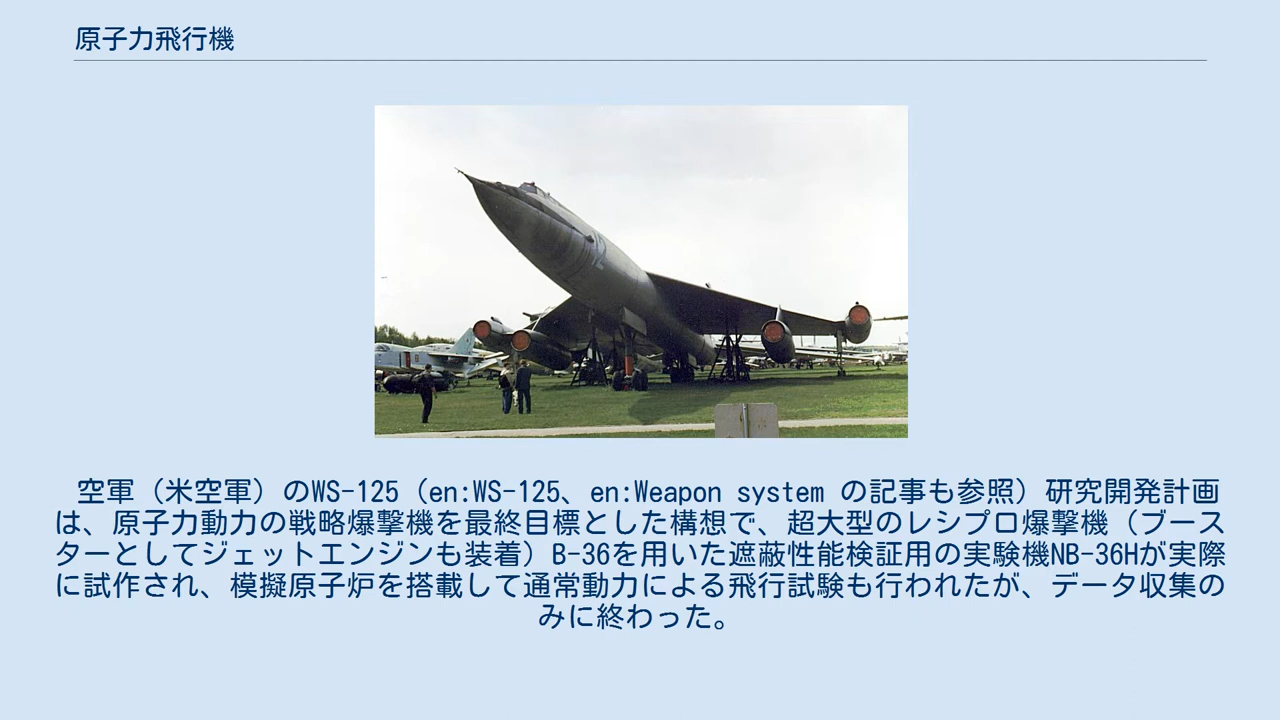 原子力飛行機
空軍（米空軍）のWS-125（en:WS-125、en:Weapon system の記事も参照）研究開発計画
は、原子力動力の戦略爆撃機を最終目標とした構想で、超大型のレシプロ爆撃機（ブース
ターとしてジェットエンジンも装着）B-36を用いた遮蔽性能検証用の実験機NB-36Hが実際
に試作され、模擬原子炉を搭載して通常動力による飛行試験も行われたが、データ収集の
みに終わった。